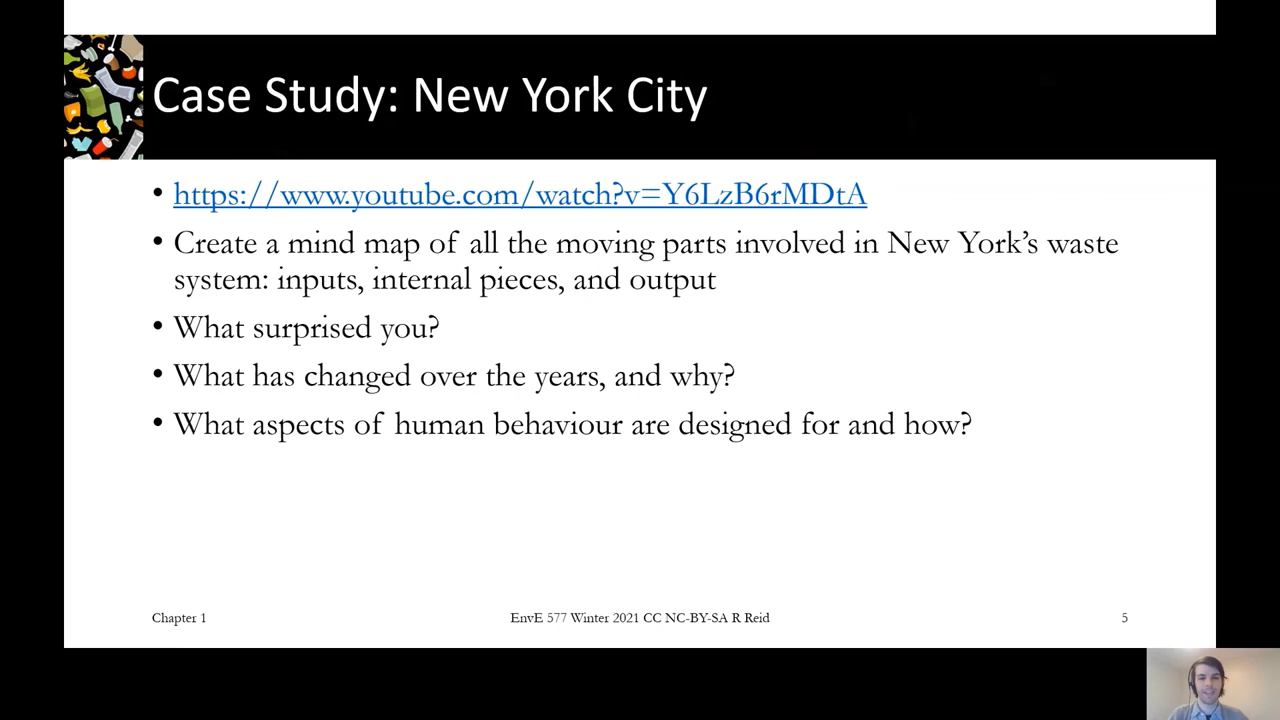 Case Study: New York City
• https://www.youtube.com/watch?v=Y6LzB6rMDtA
• Create a mind map of all the moving parts involved in New York’s waste
system: inputs, internal pieces, and output
• What surprised you?
• What has changed over the years, and why?
• What aspects of human behaviour are designed for and how?
Chapter 1
EnvE 577 Winter 2021 CC NC-BY-SA R Reid
5